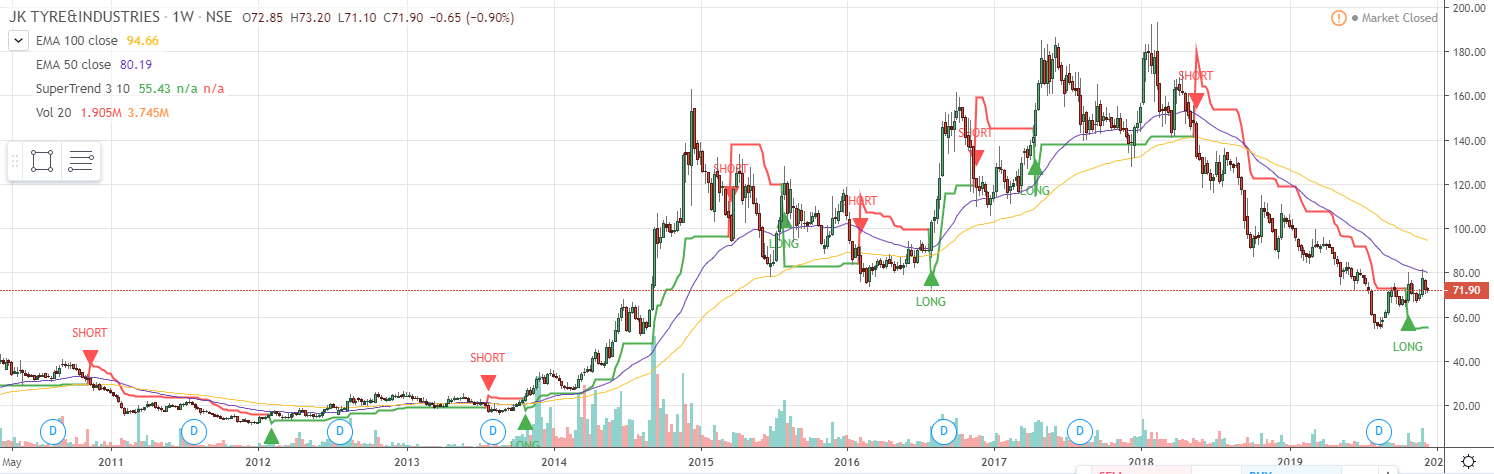 JK TYRE&INDUSTRIES · 1W · NSE O72.85 H73.20 L71.10 C71.90 −0.65 (−0.90%)
! Market Closed
EMA 100 close 94.66
EMA 50 close 80.19
SuperTrend 3 10 55.43 n/a n/a
Vol 20 1.905M 3.745M
200.00
180.00
160.00
140.00
120.00
100.00
80.00
71.90
60.00
40.00
20.00
SHORT
SHORT
SHORT
SHORT
SHORT
SHORT
LONG
LONG
LONG
LONG
LONG
D
D
D
D
D
D
D
May 2011 2012 2013 2014 2015 2016 2017 2018 2019 202
SELL BUY